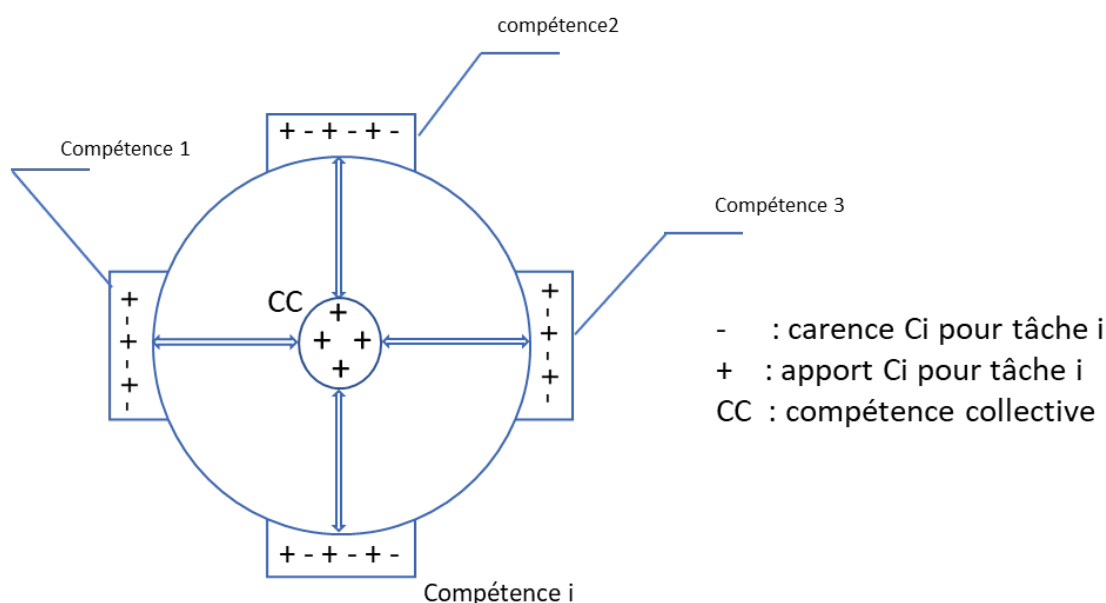 compétence2
+ - + - + -
Compétence 1
Compétence 3
+ - + - + -
CC
+
+ +
+
+ - + - + -
- : carence Ci pour tâche i
+ : apport Ci pour tâche i
CC : compétence collective
+ - + - + -
Compétence i